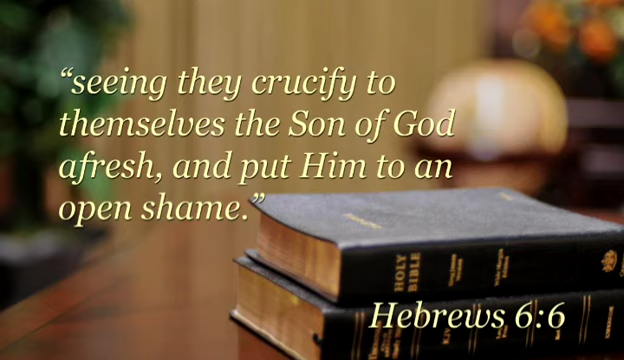 “seeing they crucify to
themselves the Son of God
afresh, and put Him to an
open shame.”
HOLY
BIBLE
Hebrews 6:6